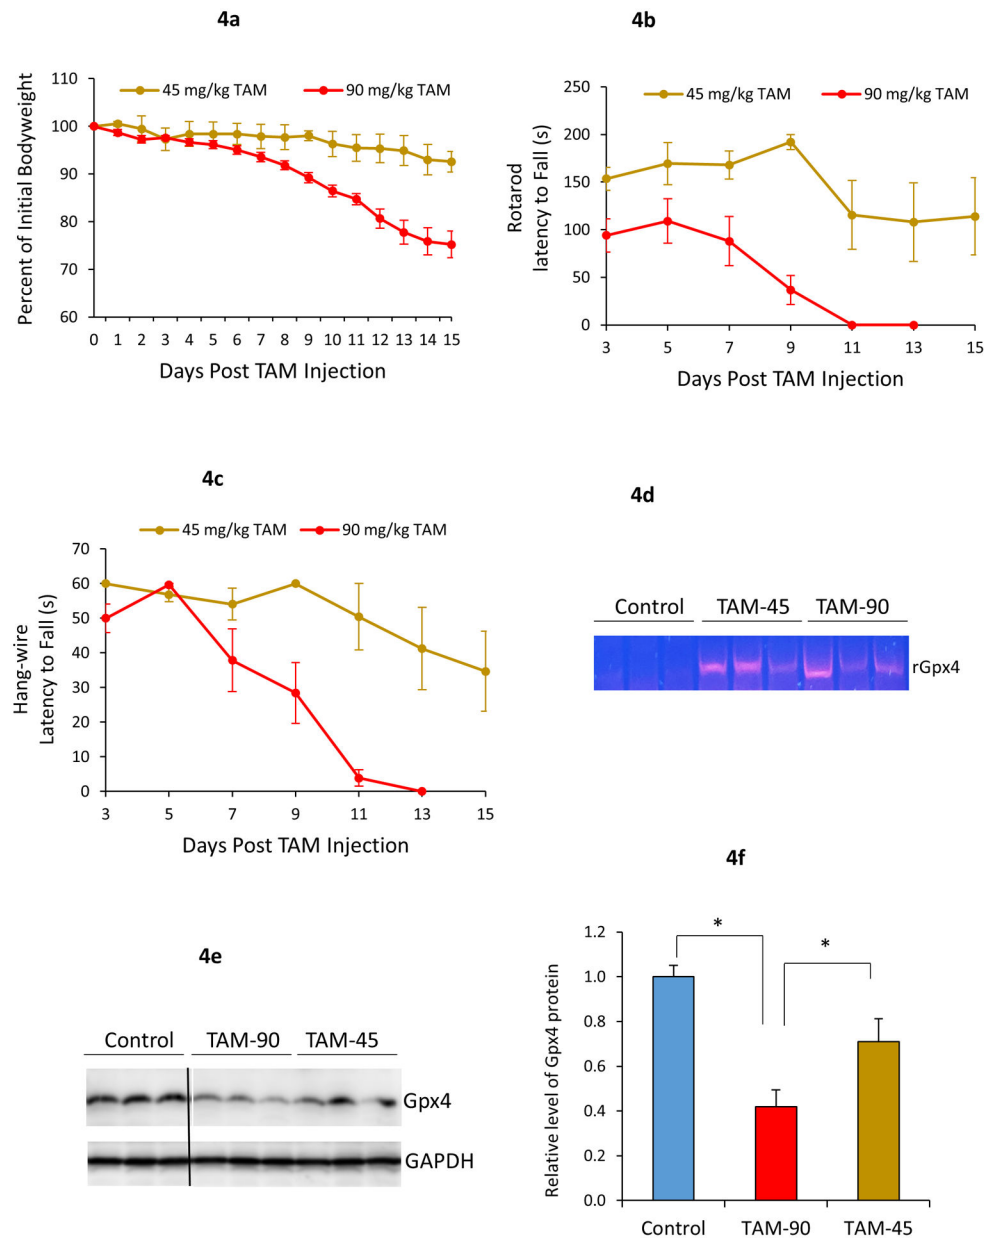 4a
45 mg/kg TAM
90 mg/kg TAM
Percent of Initial Bodyweight
110
100
90
80
70
60
0 1 2 3 4 5 6 7 8 9 10 11 12 13 14 15
Days Post TAM Injection
4b
45 mg/kg TAM
90 mg/kg TAM
Rotarod
latency to Fall (s)
250
200
150
100
50
0
3 5 7 9 11 13 15
Days Post TAM Injection
4c
45 mg/kg TAM
90 mg/kg TAM
Hang-wire
Latency to Fall (s)
70
60
50
40
30
20
10
0
3 5 7 9 11 13 15
Days Post TAM Injection
4d
Control TAM-45 TAM-90
rGpx4
4e
Control TAM-90 TAM-45
Gpx4
GAPDH
4f
Relative level of Gpx4 protein
1.2
1.0
0.8
0.6
0.4
0.2
0.0
*
*
Control TAM-90 TAM-45